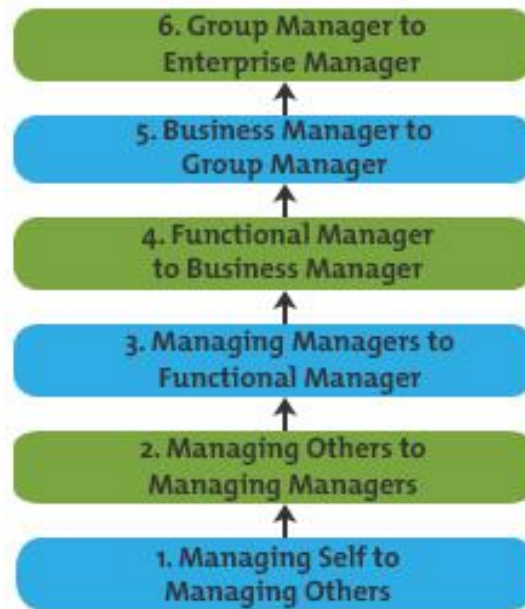 6. Group Manager to
Enterprise Manager
5. Business Manager to
Group Manager
4. Functional Manager
to Business Manager
3. Managing Managers to
Functional Manager
2. Managing Others to
Managing Managers
1. Managing Self to
Managing Others